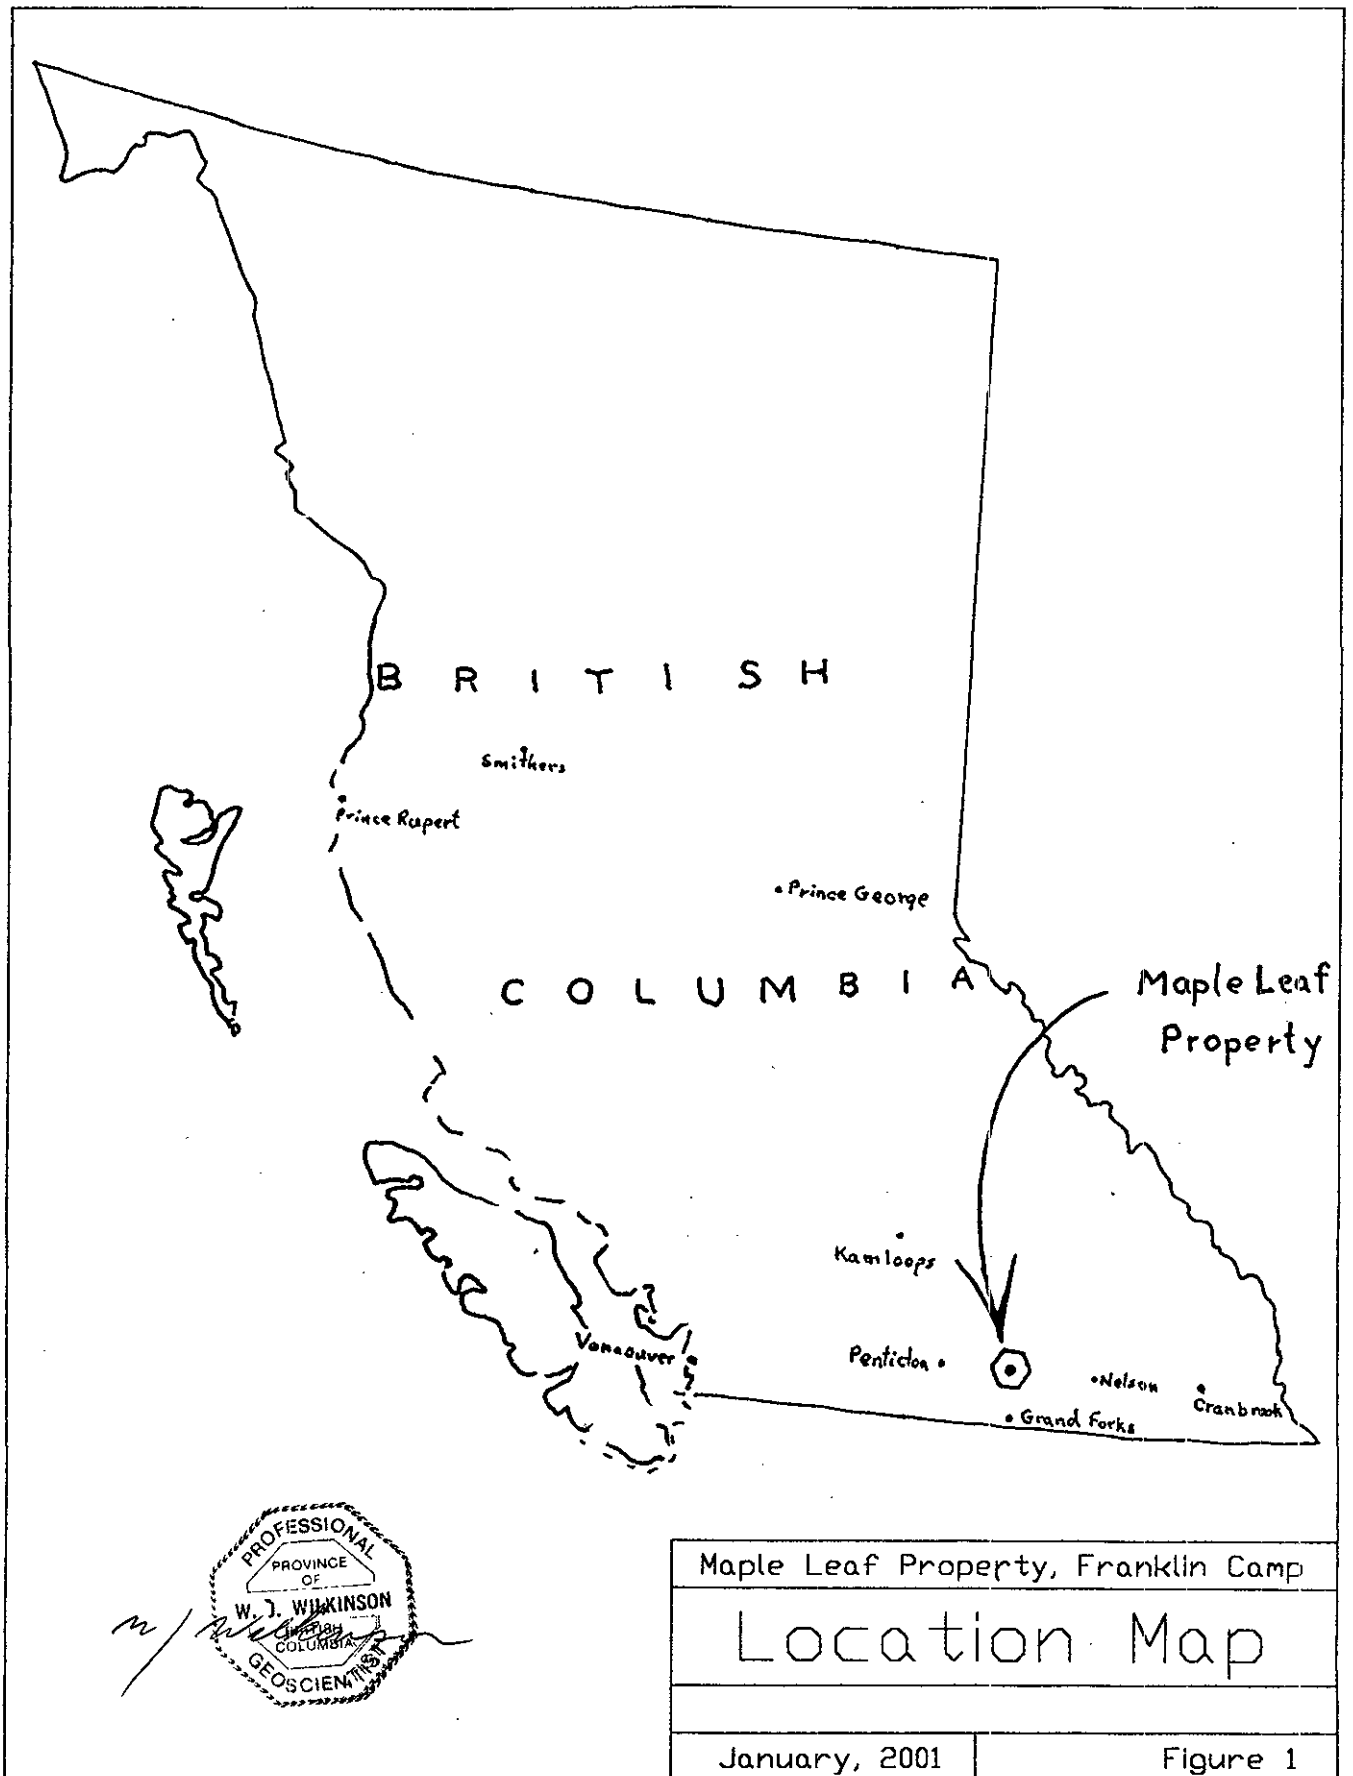 BRITISH
Smithers
Prince Rupert
Prince George
COLUMBIA
Maple Leaf
Property
Kamloops
Vancouver
Penticton
Nelson
Cranbrook
Grand Forks
PROFESSIONAL
PROVINCE
OF
W. J. WILKINSON
BRITISH
COLUMBIA
GEOSCIENTIST
W J Wilkinson
Maple Leaf Property, Franklin Camp
Location Map
January, 2001
Figure 1